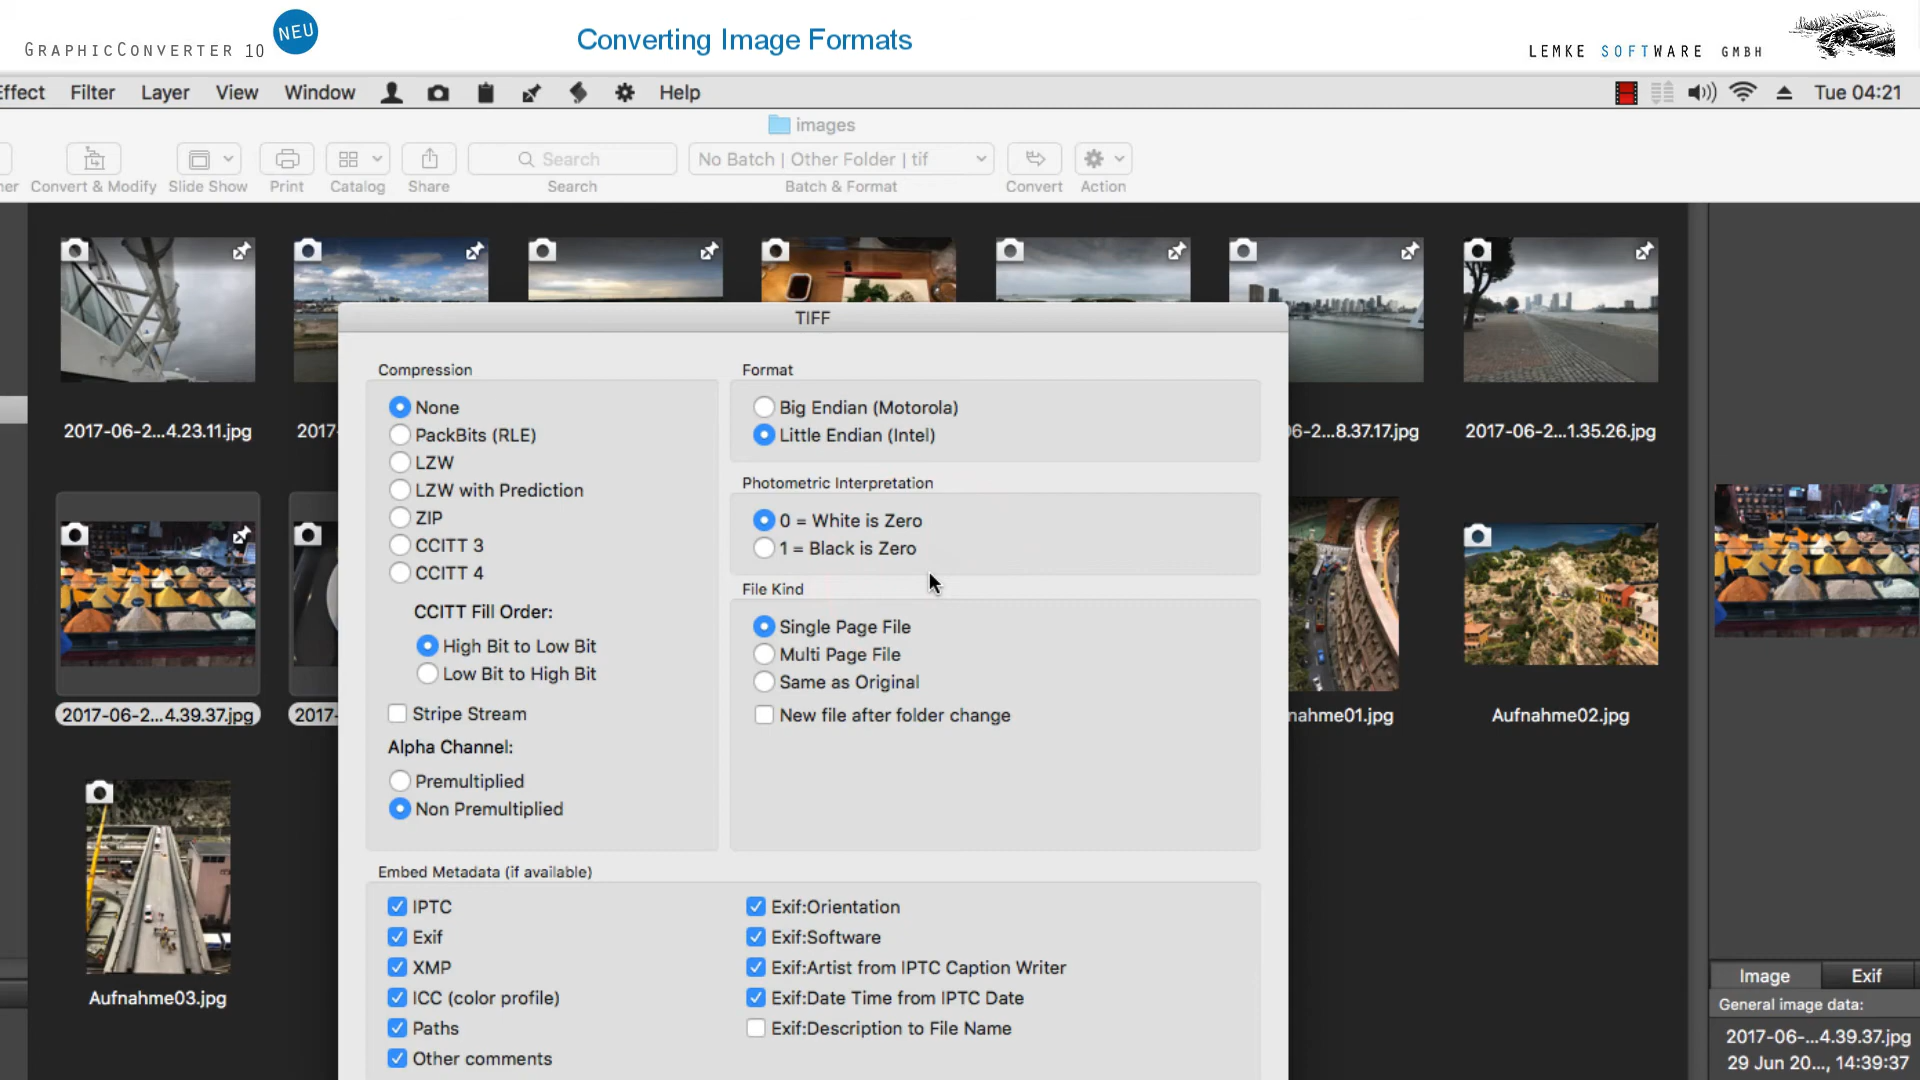 GRAPHICCONVERTER 10
NEU
Converting Image Formats
LEMKE SOFTWARE GMBH
Effect Filter Layer View Window Help Tue 04:21
images
Search
No Batch | Other Folder | tif
Convert & Modify Slide Show Print Catalog Share Search Batch & Format Convert Action
TIFF
Compression
None
PackBits (RLE)
LZW
LZW with Prediction
ZIP
CCITT 3
CCITT 4
CCITT Fill Order:
High Bit to Low Bit
Low Bit to High Bit
Stripe Stream
Alpha Channel:
Premultiplied
Non Premultiplied
Format
Big Endian (Motorola)
Little Endian (Intel)
Photometric Interpretation
0 = White is Zero
1 = Black is Zero
File Kind
Single Page File
Multi Page File
Same as Original
New file after folder change
Embed Metadata (if available)
IPTC
Exif
XMP
ICC (color profile)
Paths
Other comments
Exif:Orientation
Exif:Software
Exif:Artist from IPTC Caption Writer
Exif:Date Time from IPTC Date
Exif:Description to File Name
2017-06-2...4.23.11.jpg
2017-
6-2...8.37.17.jpg
2017-06-2...1.35.26.jpg
2017-06-2...4.39.37.jpg
2017-
nahme01.jpg
Aufnahme02.jpg
Aufnahme03.jpg
Image Exif
General image data:
2017-06-...4.39.37.jpg
29 Jun 20..., 14:39:37